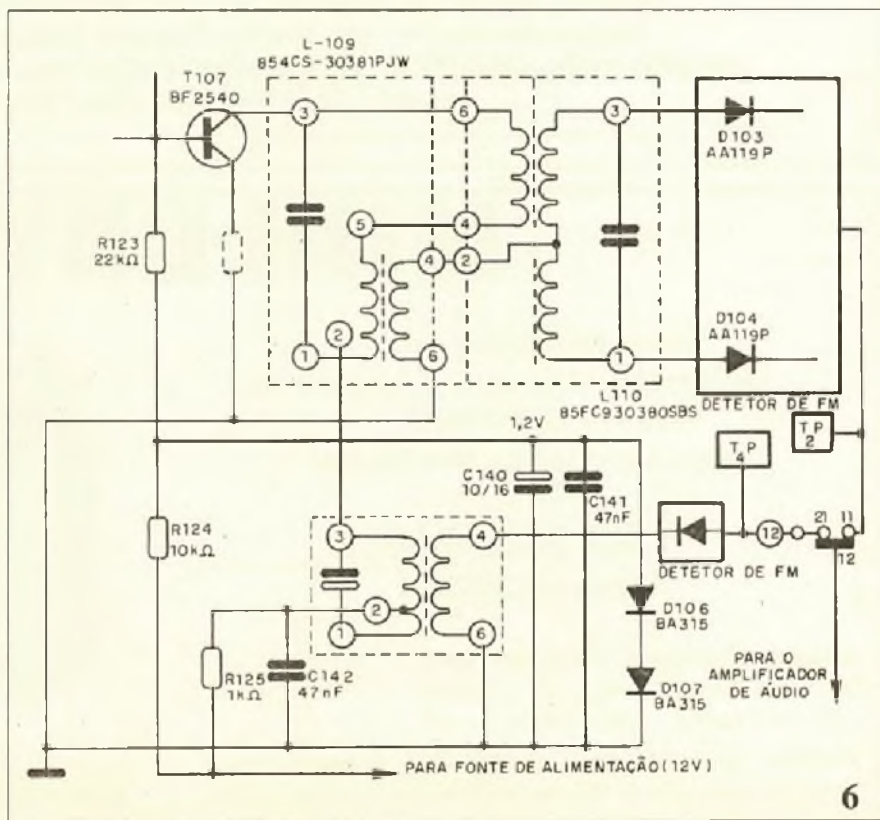 L-109
854CS-30381PJW
T107
BF2540
3
6
3
D103
AA119P
5
4
R123
22kΩ
4
2
2
D104
AA119P
1
6
1
L110
85FC930380SBS
DETETOR DE FM
1,2V
TP
2
T P
4
C140
10/16
C141
47nF
R124
10kΩ
3
4
12
21
11
12
DETETOR DE FM
2
D106
BA315
1
6
R125
1kΩ
C142
47nF
D107
BA315
PARA O
AMPLIFICADOR
DE ÁUDIO
PARA FONTE DE ALIMENTAÇÃO (12V)
6